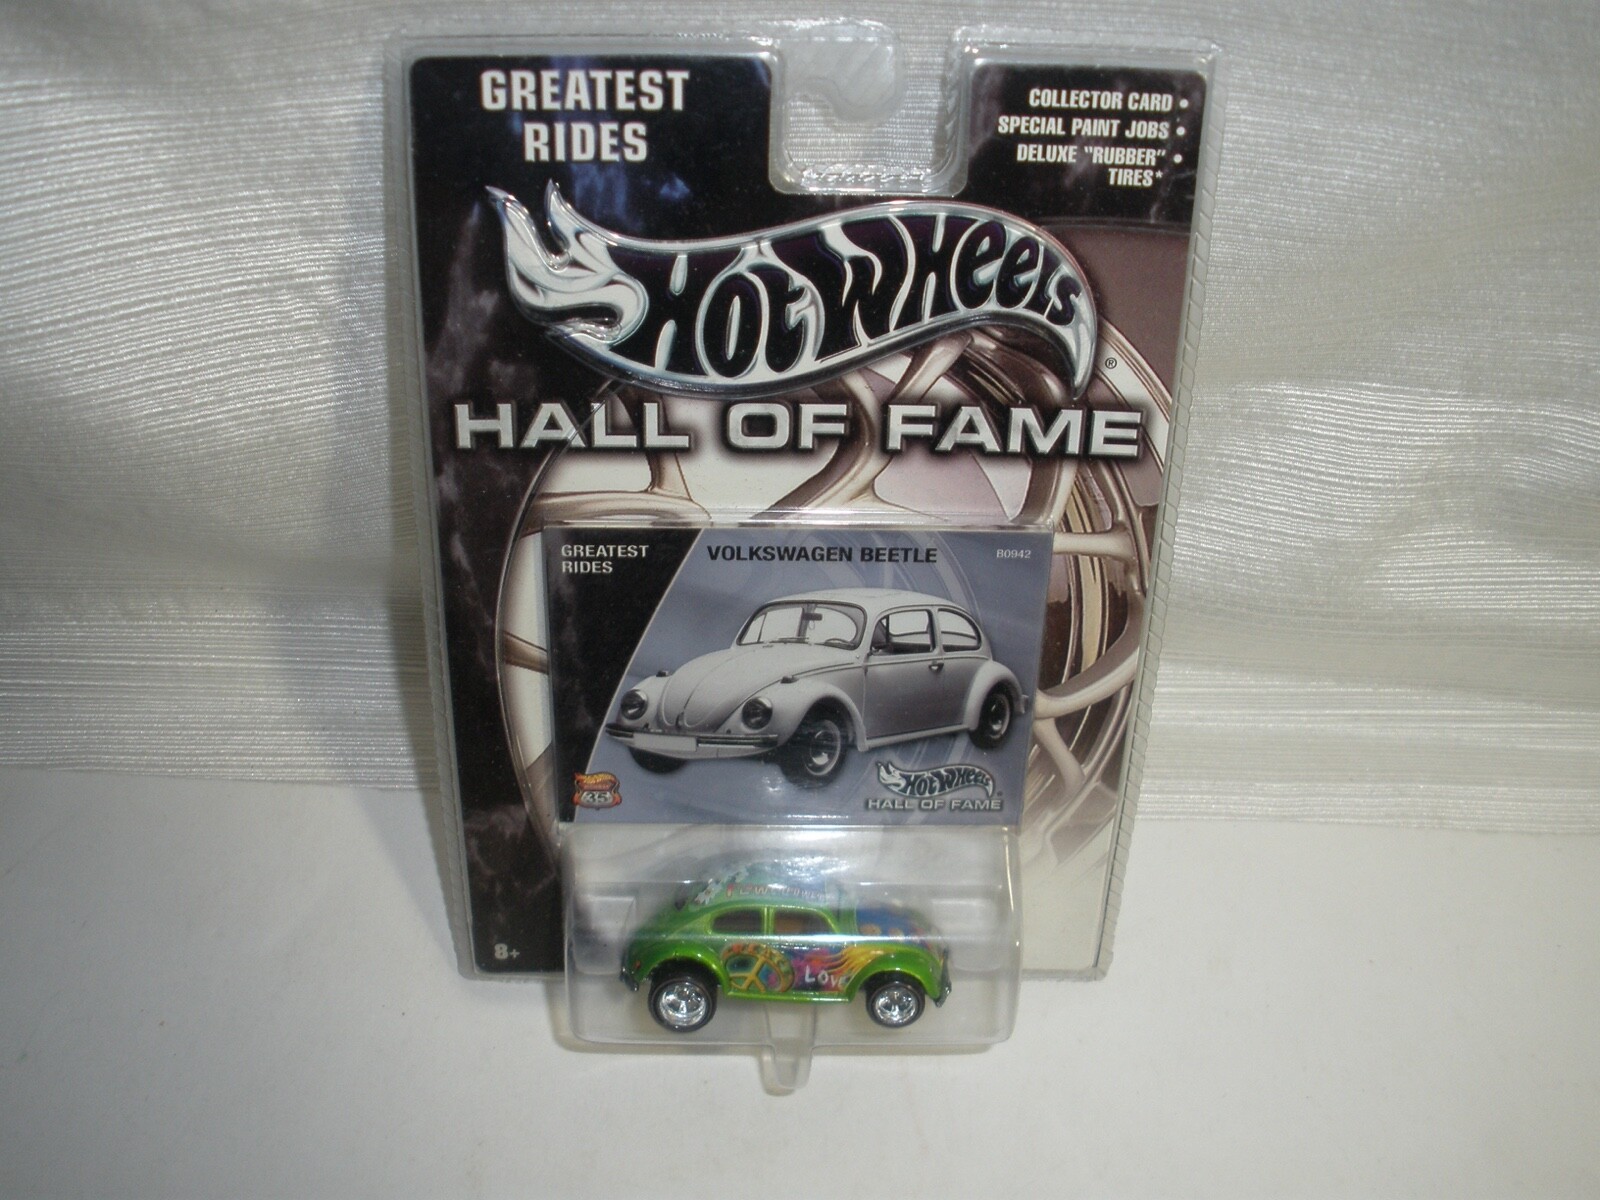 GREATEST
RIDES
COLLECTOR CARD •
SPECIAL PAINT JOBS •
DELUXE "RUBBER" •
TIRES*
Hot Wheels
®
HALL OF FAME
GREATEST
RIDES
VOLKSWAGEN BEETLE
B0942
35
Hot Wheels
HALL OF FAME
8+
LOVE